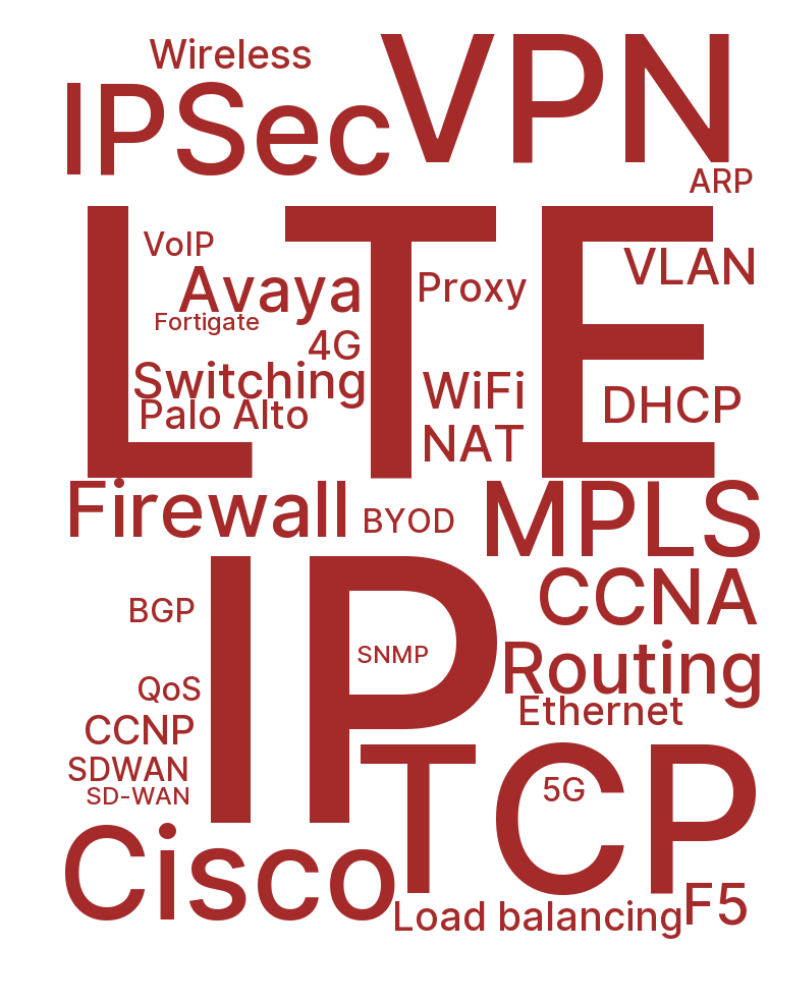 Wireless
VPN
IPSec
ARP
LTE
VoIP
VLAN
Avaya
Proxy
Fortigate
4G
Switching
WiFi
DHCP
Palo Alto
NAT
Firewall
BYOD
MPLS
IP
CCNA
BGP
SNMP
Routing
QoS
Ethernet
CCNP
TCP
SDWAN
5G
SD-WAN
Cisco
F5
Load balancing